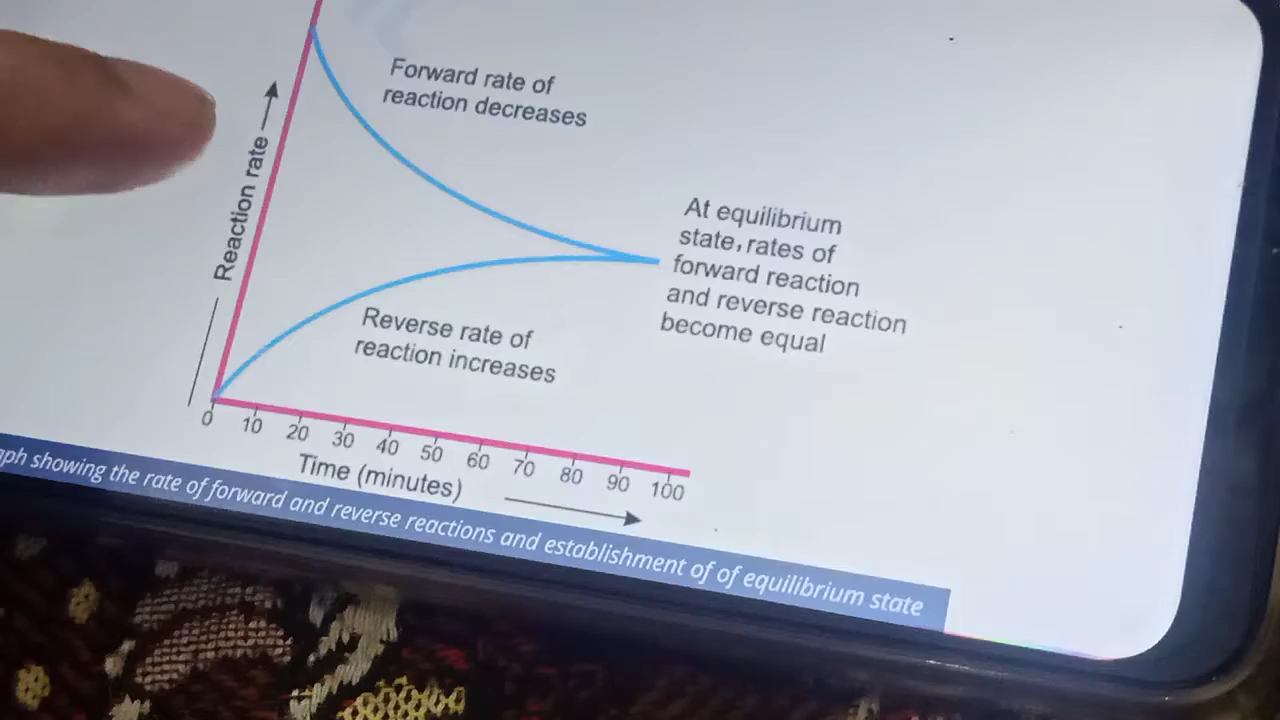 Forward rate of
reaction decreases
Reaction rate
At equilibrium
state, rates of
forward reaction
and reverse reaction
become equal
Reverse rate of
reaction increases
0 10 20 30 40 50 60 70 80 90 100
Time (minutes)
showing the rate of forward and reverse reactions and establishment of of equilibrium state